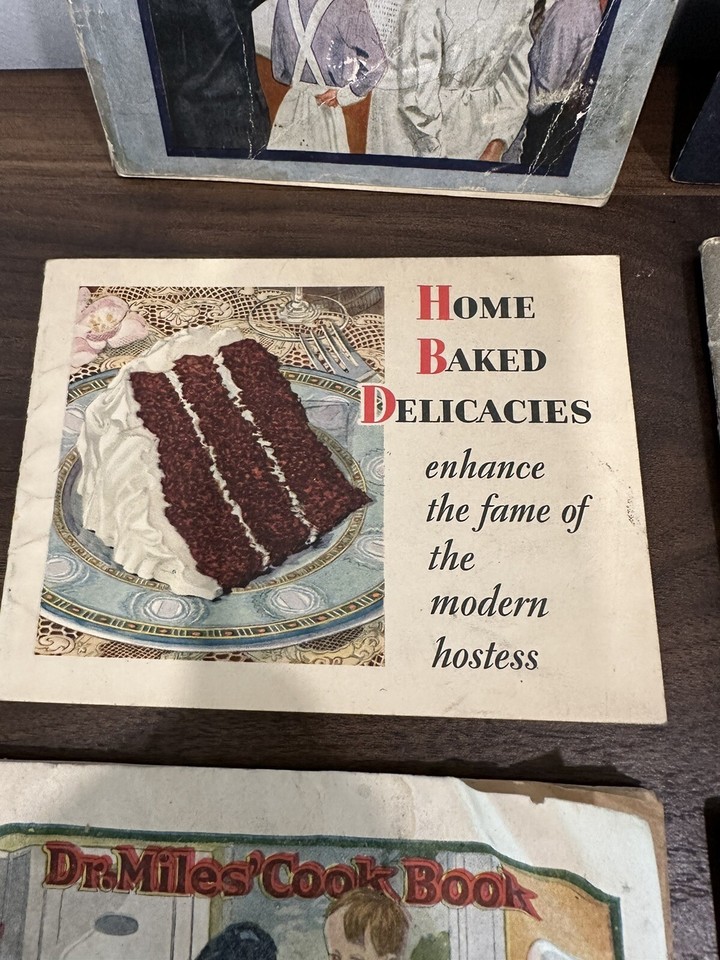 HOME
BAKED
DELICACIES
enhance
the fame of
the
modern
hostess
Dr. Miles' Cook Book